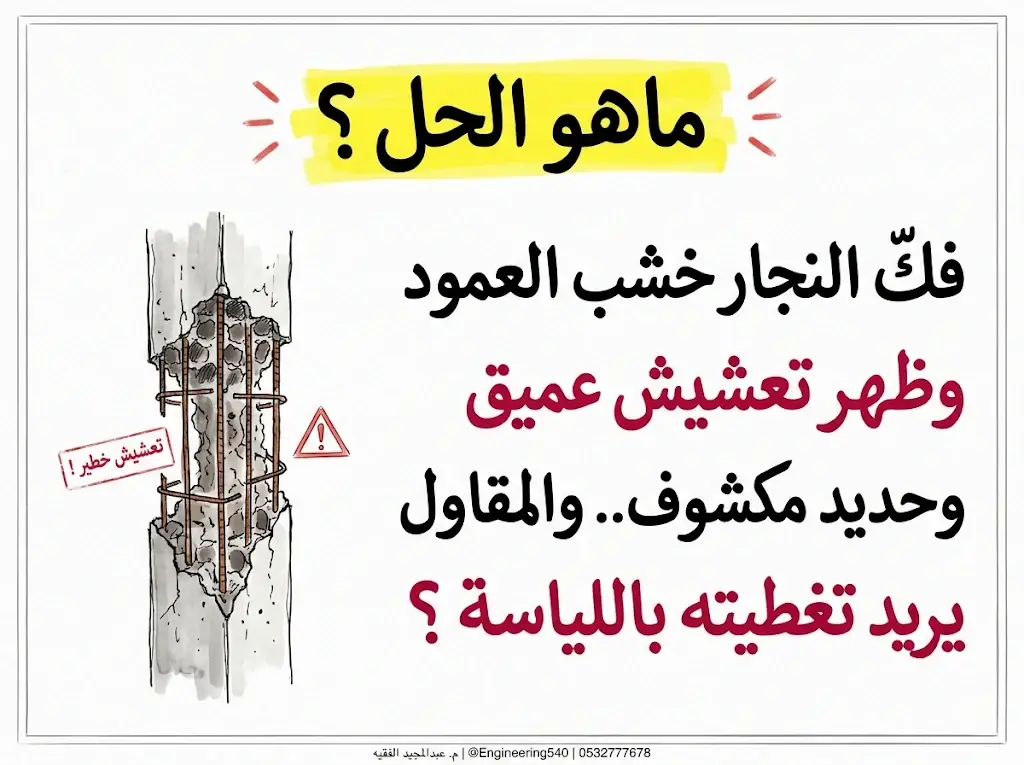 ماهو الحل ؟
فكّ النجار خشب العمود
وظهر تعشيش عميق
وحديد مكشوف.. والمقاول
يريد تغطيته باللياسة ؟
تعشيش خطير !
م. عبدالمجيد الفقيه | @Engineering540 | 0532777678